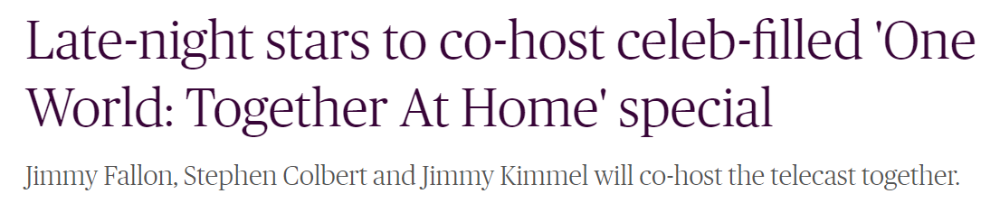 Late-night stars to co-host celeb-filled 'One
World: Together At Home' special
Jimmy Fallon, Stephen Colbert and Jimmy Kimmel will co-host the telecast together.